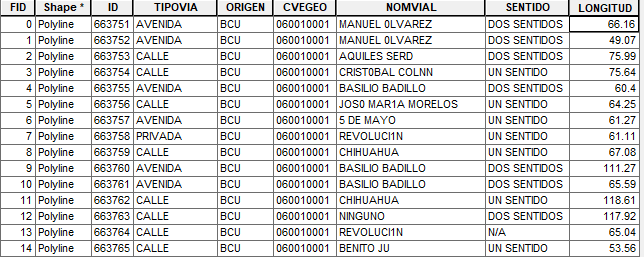 FID Shape * ID TIPOVIA ORIGEN CVEGEO NOMVIAL SENTIDO LONGITUD
0 Polyline 663751 AVENIDA BCU 060010001 MANUEL 0LVAREZ DOS SENTIDOS 66.16
1 Polyline 663752 AVENIDA BCU 060010001 MANUEL 0LVAREZ DOS SENTIDOS 49.07
2 Polyline 663753 CALLE BCU 060010001 AQUILES SERD DOS SENTIDOS 75.99
3 Polyline 663754 CALLE BCU 060010001 CRIST0BAL COLNN UN SENTIDO 75.64
4 Polyline 663755 AVENIDA BCU 060010001 BASILIO BADILLO DOS SENTIDOS 60.4
5 Polyline 663756 CALLE BCU 060010001 JOS0 MAR1A MORELOS UN SENTIDO 64.25
6 Polyline 663757 AVENIDA BCU 060010001 5 DE MAYO UN SENTIDO 61.27
7 Polyline 663758 PRIVADA BCU 060010001 REVOLUCI1N UN SENTIDO 61.11
8 Polyline 663759 CALLE BCU 060010001 CHIHUAHUA UN SENTIDO 67.08
9 Polyline 663760 AVENIDA BCU 060010001 BASILIO BADILLO DOS SENTIDOS 111.27
10 Polyline 663761 AVENIDA BCU 060010001 BASILIO BADILLO DOS SENTIDOS 65.59
11 Polyline 663762 CALLE BCU 060010001 CHIHUAHUA UN SENTIDO 118.61
12 Polyline 663763 CALLE BCU 060010001 NINGUNO DOS SENTIDOS 117.92
13 Polyline 663764 CALLE BCU 060010001 REVOLUCI1N N/A 65.04
14 Polyline 663765 CALLE BCU 060010001 BENITO JU UN SENTIDO 53.56